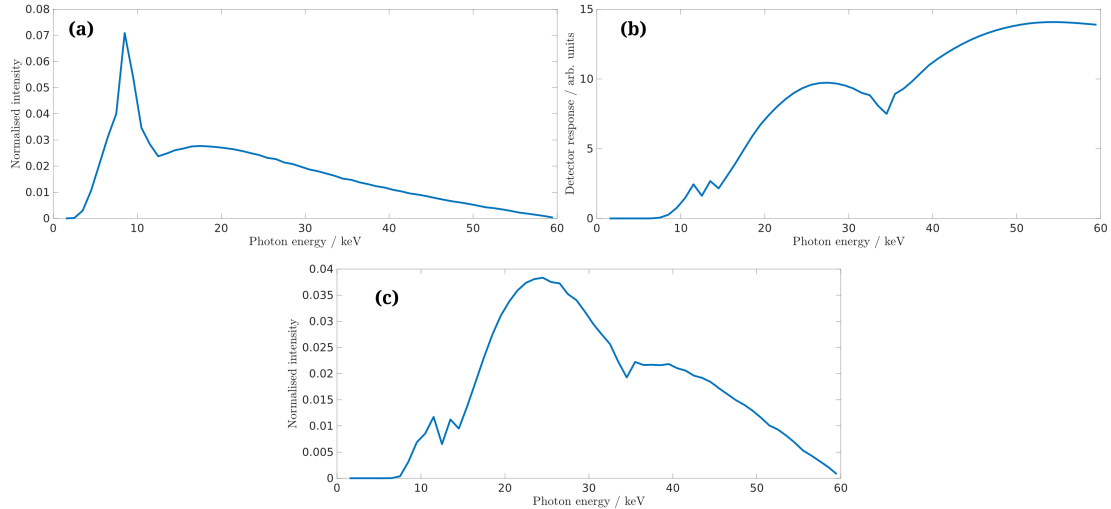 (a)
Normalised intensity
0.08
0.07
0.06
0.05
0.04
0.03
0.02
0.01
0
0 10 20 30 40 50 60
Photon energy / keV
(b)
Detector response / arb. units
15
10
5
0
0 10 20 30 40 50 60
Photon energy / keV
(c)
Normalised intensity
0.04
0.035
0.03
0.025
0.02
0.015
0.01
0.005
0
0 10 20 30 40 50 60
Photon energy / keV